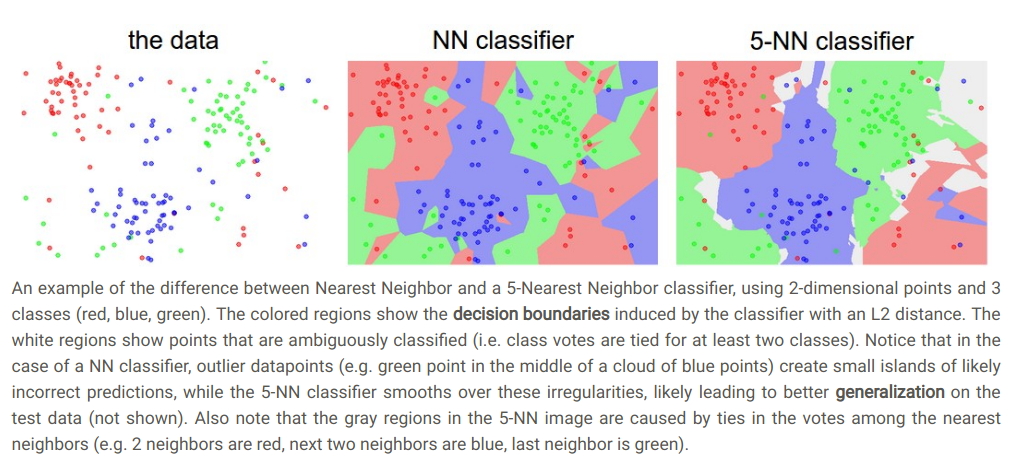 the data
NN classifier
5-NN classifier
An example of the difference between Nearest Neighbor and a 5-Nearest Neighbor classifier, using 2-dimensional points and 3
classes (red, blue, green). The colored regions show the decision boundaries induced by the classifier with an L2 distance. The
white regions show points that are ambiguously classified (i.e. class votes are tied for at least two classes). Notice that in the
case of a NN classifier, outlier datapoints (e.g. green point in the middle of a cloud of blue points) create small islands of likely
incorrect predictions, while the 5-NN classifier smooths over these irregularities, likely leading to better generalization on the
test data (not shown). Also note that the gray regions in the 5-NN image are caused by ties in the votes among the nearest
neighbors (e.g. 2 neighbors are red, next two neighbors are blue, last neighbor is green).